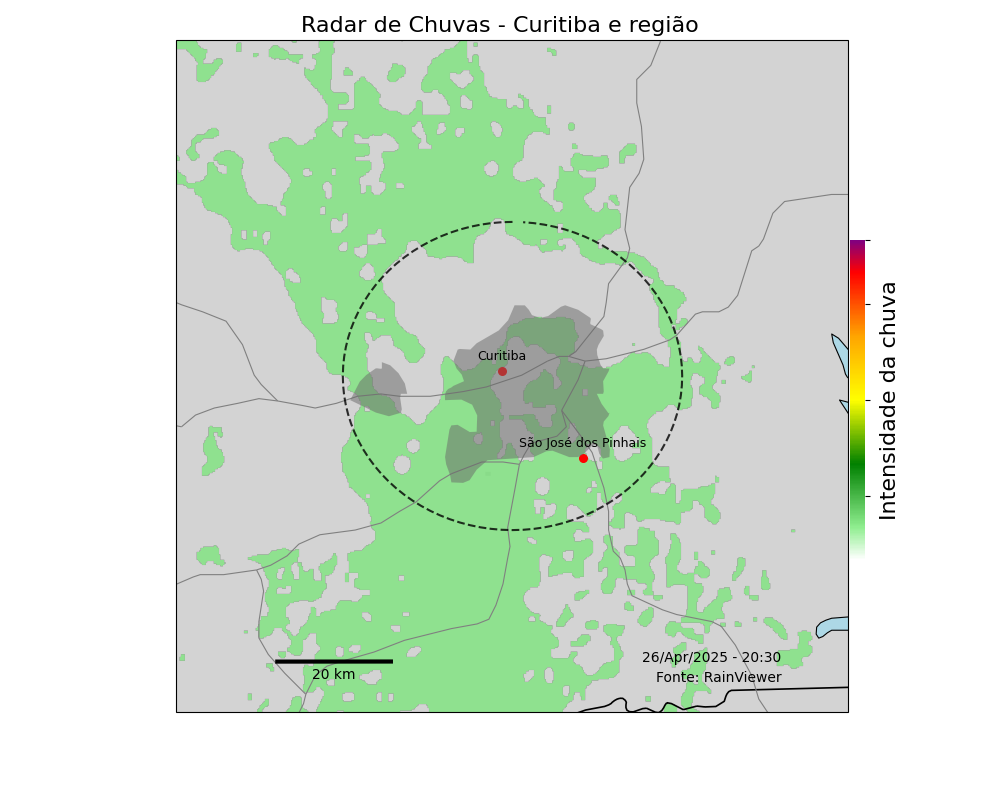 Radar de Chuvas - Curitiba e região
Curitiba
São José dos Pinhais
Intensidade da chuva
26/Apr/2025 - 20:30
Fonte: RainViewer
20 km